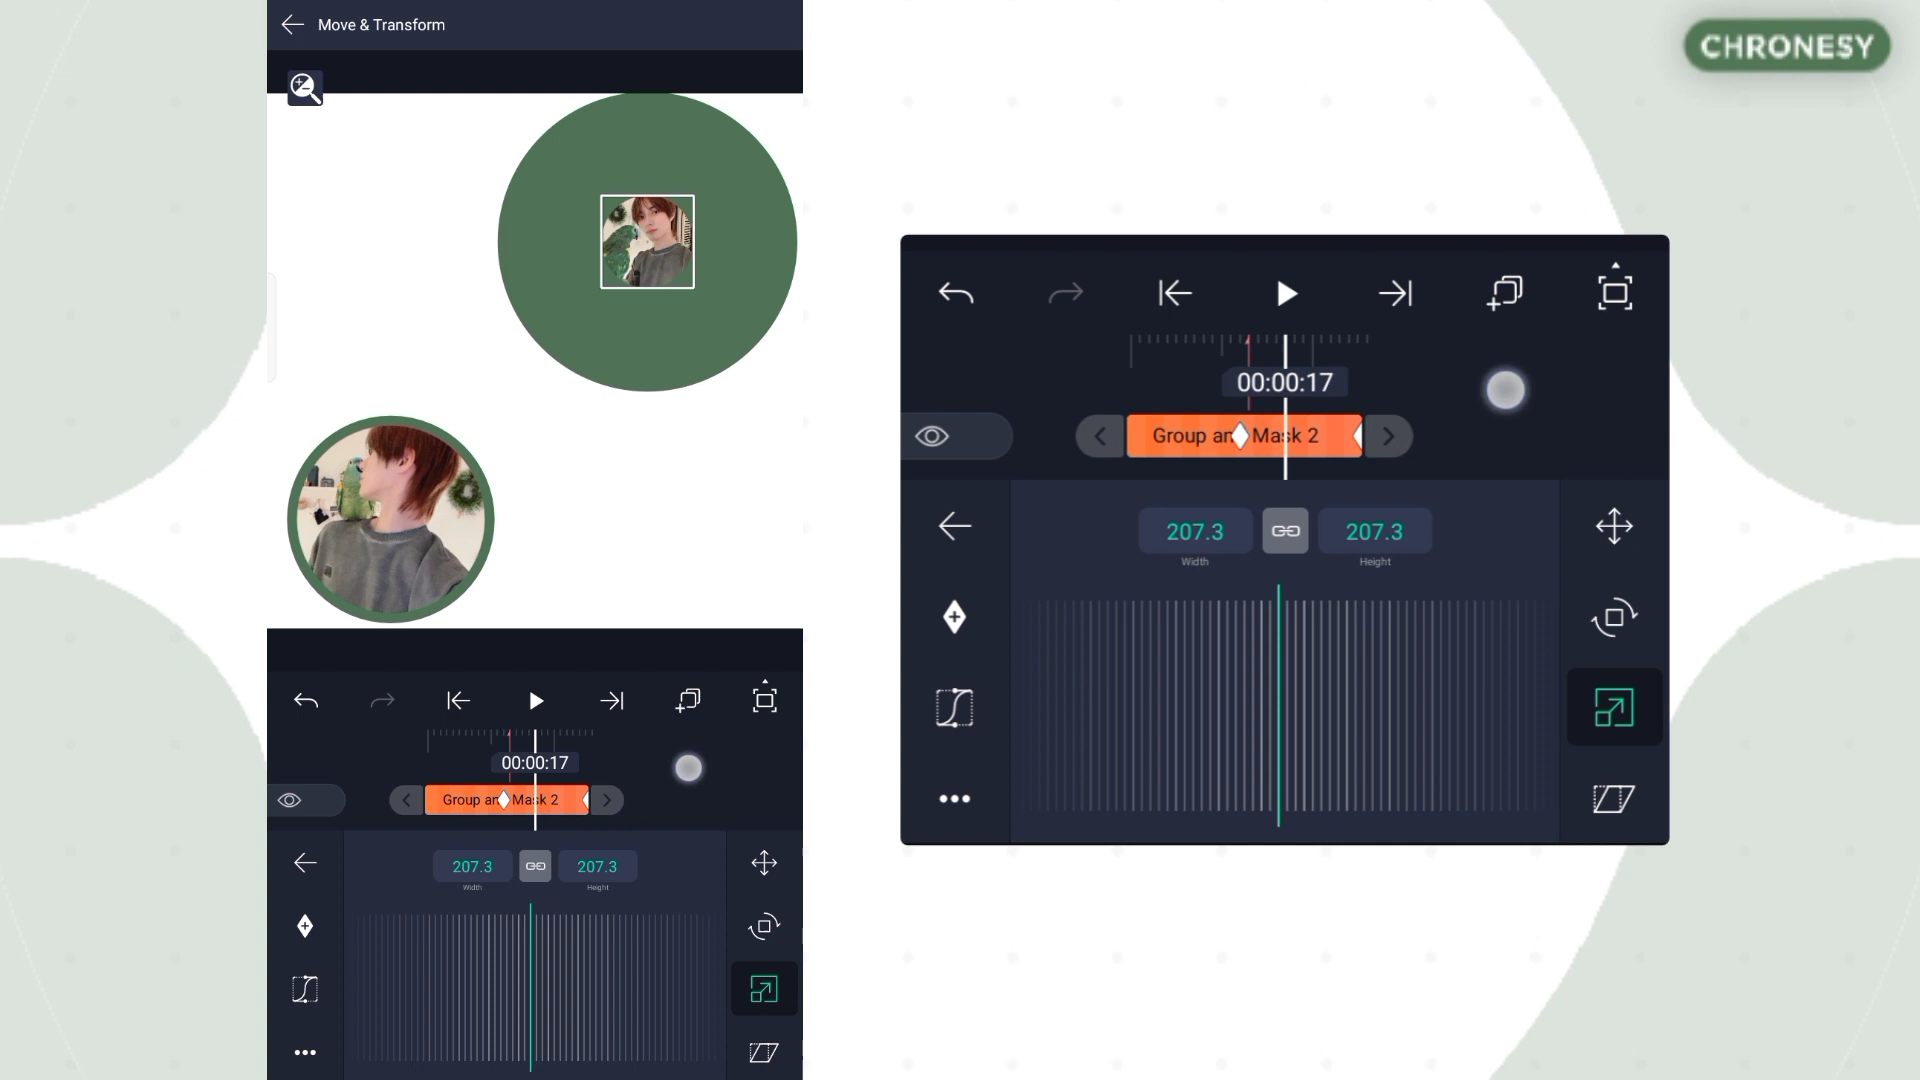 Move & Transform
CHRONESY
00:00:17
Group an Mask 2
207.3 207.3
Width Height
00:00:17
Group an Mask 2
207.3 207.3
Width Height